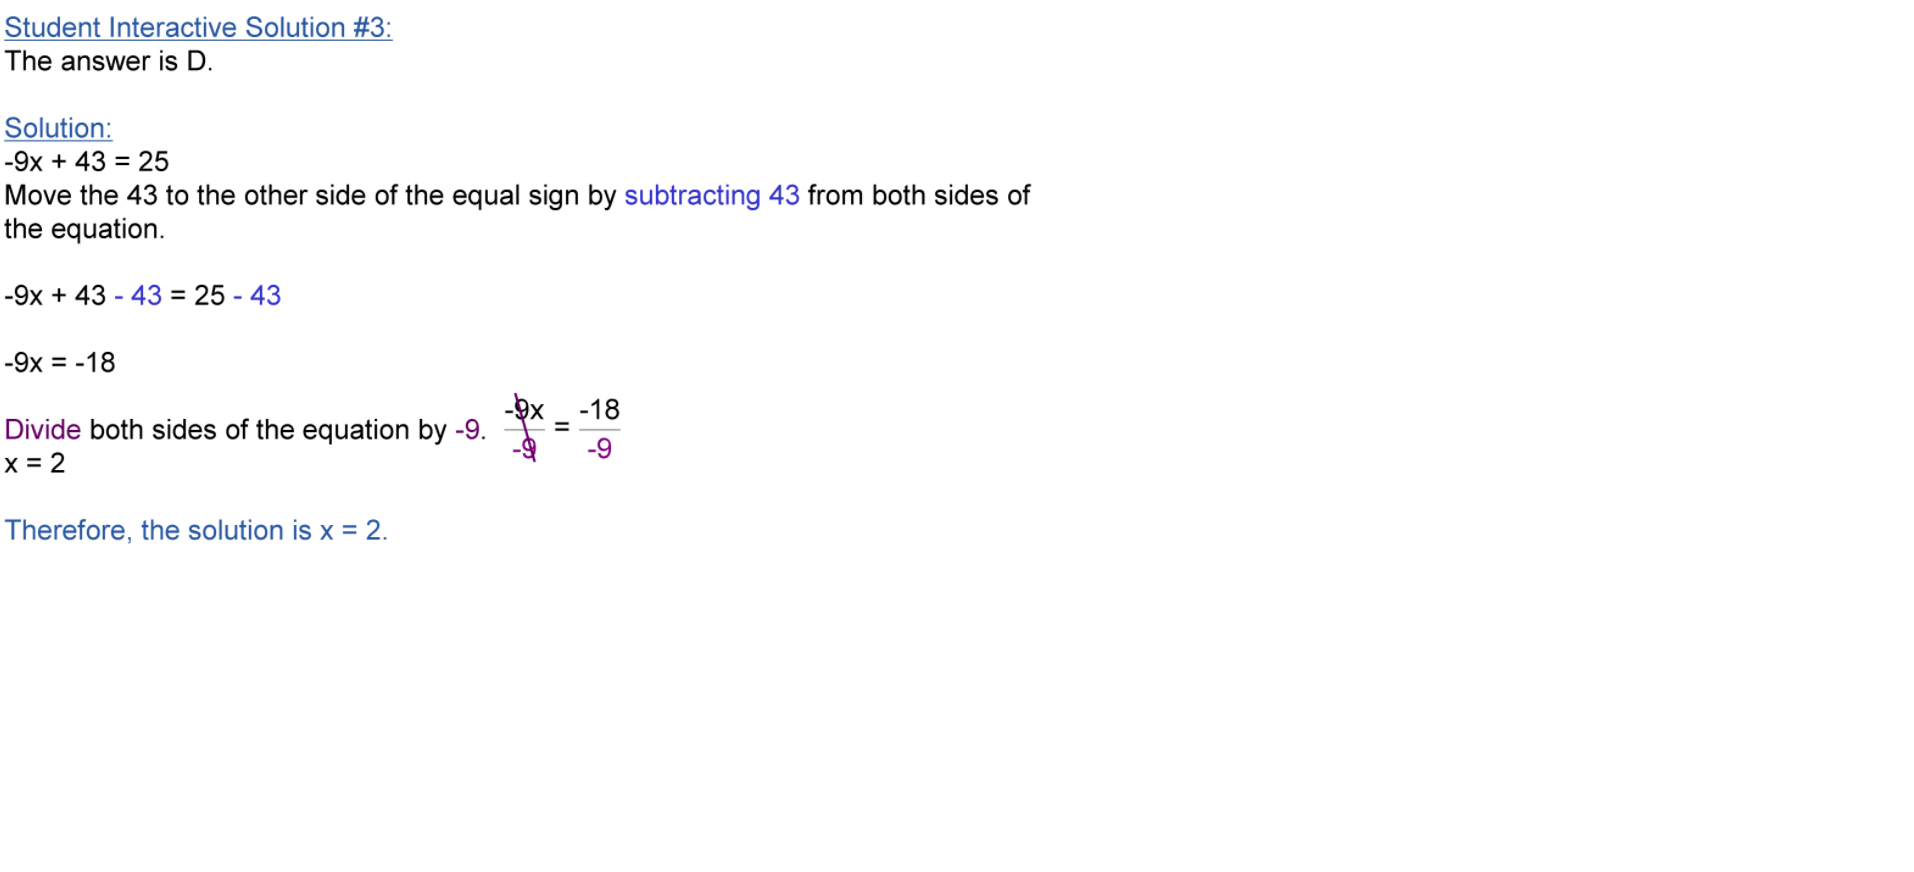 Student Interactive Solution #3:
The answer is D.
Solution:
-9x + 43 = 25
Move the 43 to the other side of the equal sign by subtracting 43 from both sides of
the equation.
-9x + 43 - 43 = 25 - 43
-9x = -18
Divide both sides of the equation by -9. -9x/-9 = -18/-9
x = 2
Therefore, the solution is x = 2.